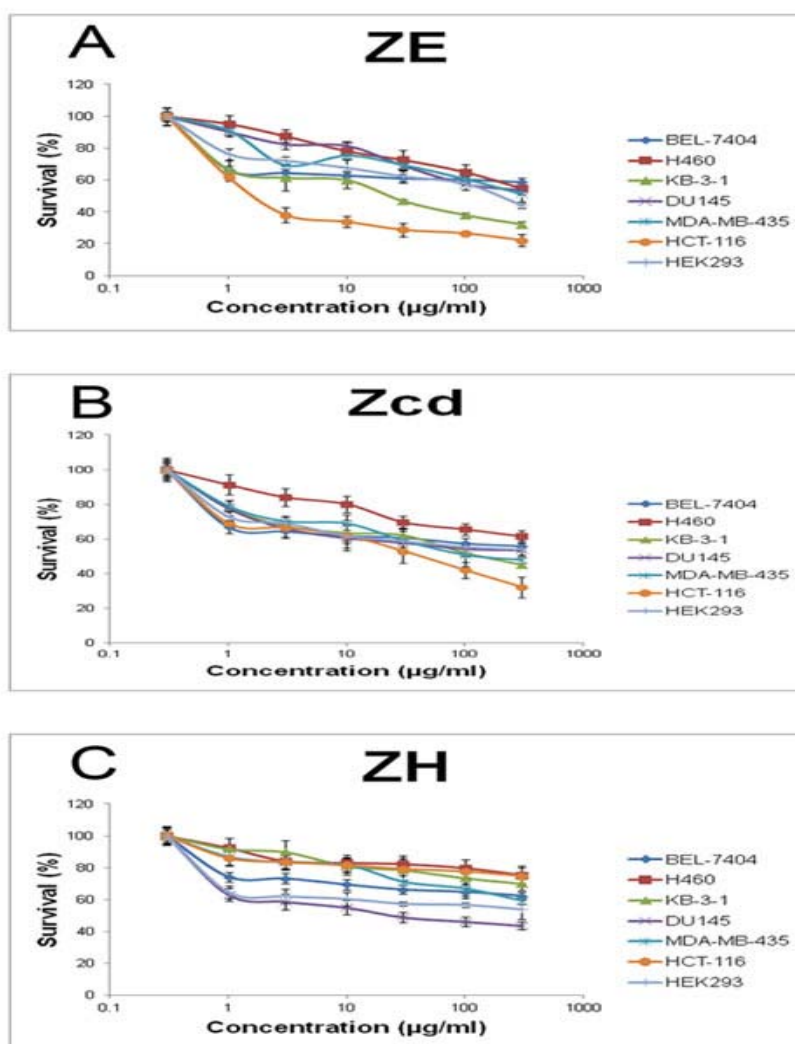 A
ZE
120
100
80
60
40
20
0
Survival (%)
0.1 1 10 100 1000
Concentration (µg/ml)
BEL-7404
H460
KB-3-1
DU145
MDA-MB-435
HCT-116
HEK293
B
Zcd
120
100
80
60
40
20
0
Survival (%)
0.1 1 10 100 1000
Concentration (µg/ml)
BEL-7404
H460
KB-3-1
DU145
MDA-MB-435
HCT-116
HEK293
C
ZH
120
100
80
60
40
20
0
Survival (%)
0.1 1 10 100 1000
Concentration (µg/ml)
BEL-7404
H460
KB-3-1
DU145
MDA-MB-435
HCT-116
HEK293